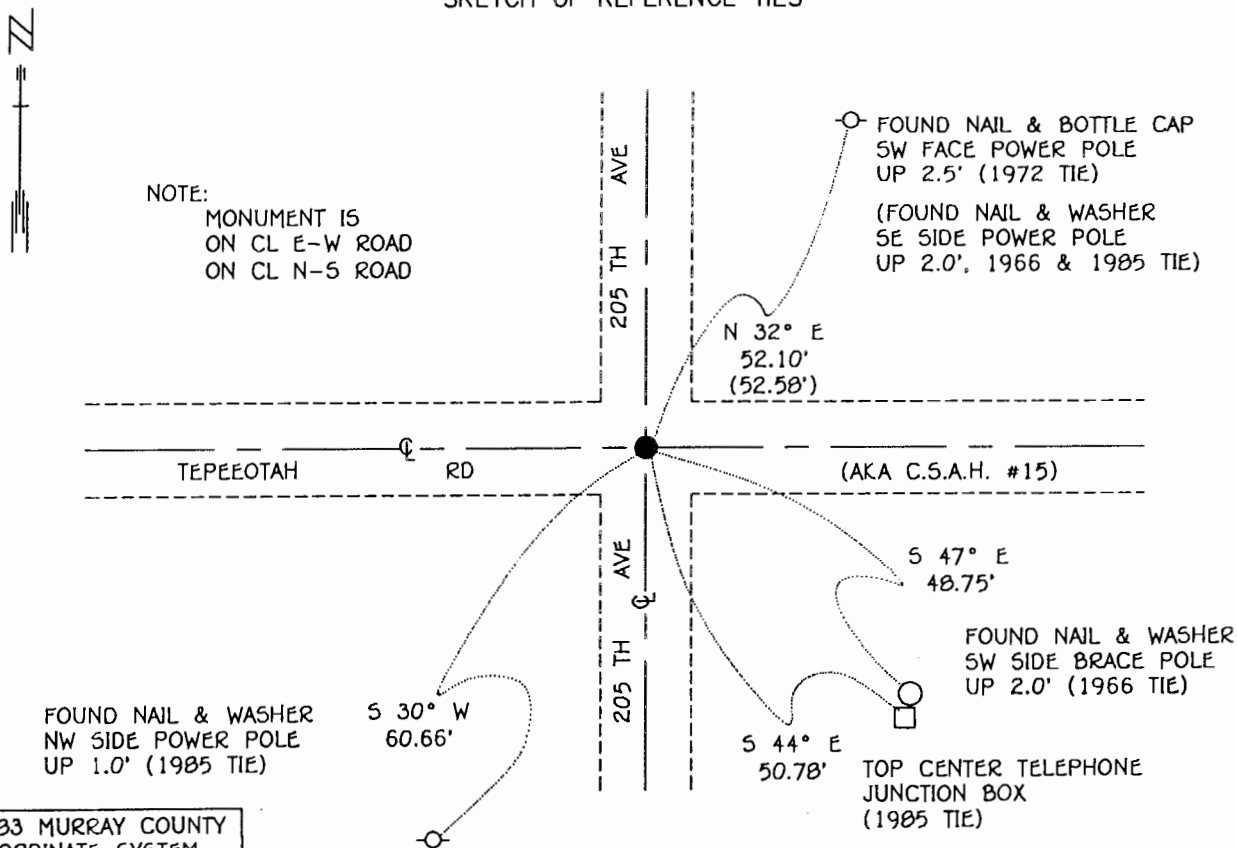 SKETCH OF REFERENCE TIES
N
NOTE:
MONUMENT IS
ON CL E-W ROAD
ON CL N-S ROAD
205 TH AVE
FOUND NAIL & BOTTLE CAP
SW FACE POWER POLE
UP 2.5' (1972 TIE)
(FOUND NAIL & WASHER
SE SIDE POWER POLE
UP 2.0', 1966 & 1985 TIE)
N 32° E
52.10'
(52.58')
℄
TEPEEOTAH RD
(AKA C.S.A.H. #15)
205 TH AVE
℄
S 47° E
48.75'
FOUND NAIL & WASHER
SW SIDE BRACE POLE
UP 2.0' (1966 TIE)
FOUND NAIL & WASHER
NW SIDE POWER POLE
UP 1.0' (1985 TIE)
S 30° W
60.66'
S 44° E
50.78'
TOP CENTER TELEPHONE
JUNCTION BOX
(1985 TIE)
83 MURRAY COUNTY
ORDINATE SYSTEM